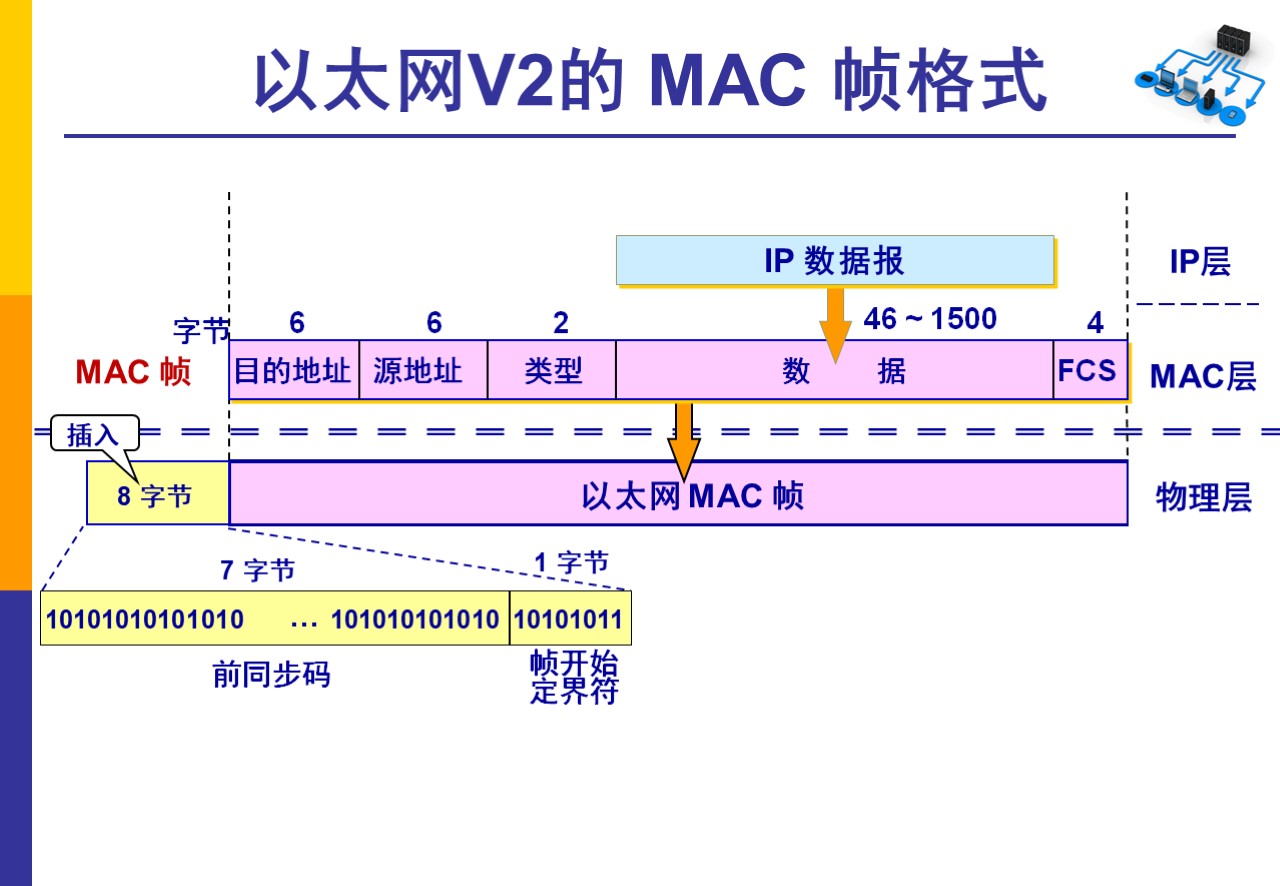 以太网V2的 MAC 帧格式
IP 数据报
IP层
字节
6
6
2
46 ~ 1500
4
MAC 帧
目的地址
源地址
类型
数 据
FCS
MAC层
插入
8 字节
以太网 MAC 帧
物理层
7 字节
1 字节
10101010101010 … 101010101010
10101011
前同步码
帧开始
定界符